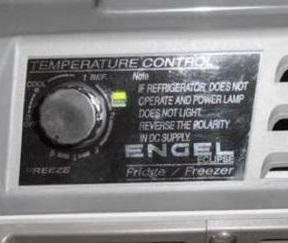 TEMPERATURE CONTROL
COOL
1 REF.
Note
IF REFRIGERATOR DOES NOT
OPERATE AND POWER LAMP
DOES NOT LIGHT
REVERSE THE POLARITY
IN DC SUPPLY.
ENGEL
ECLIPSE
FREEZE
Fridge / Freezer